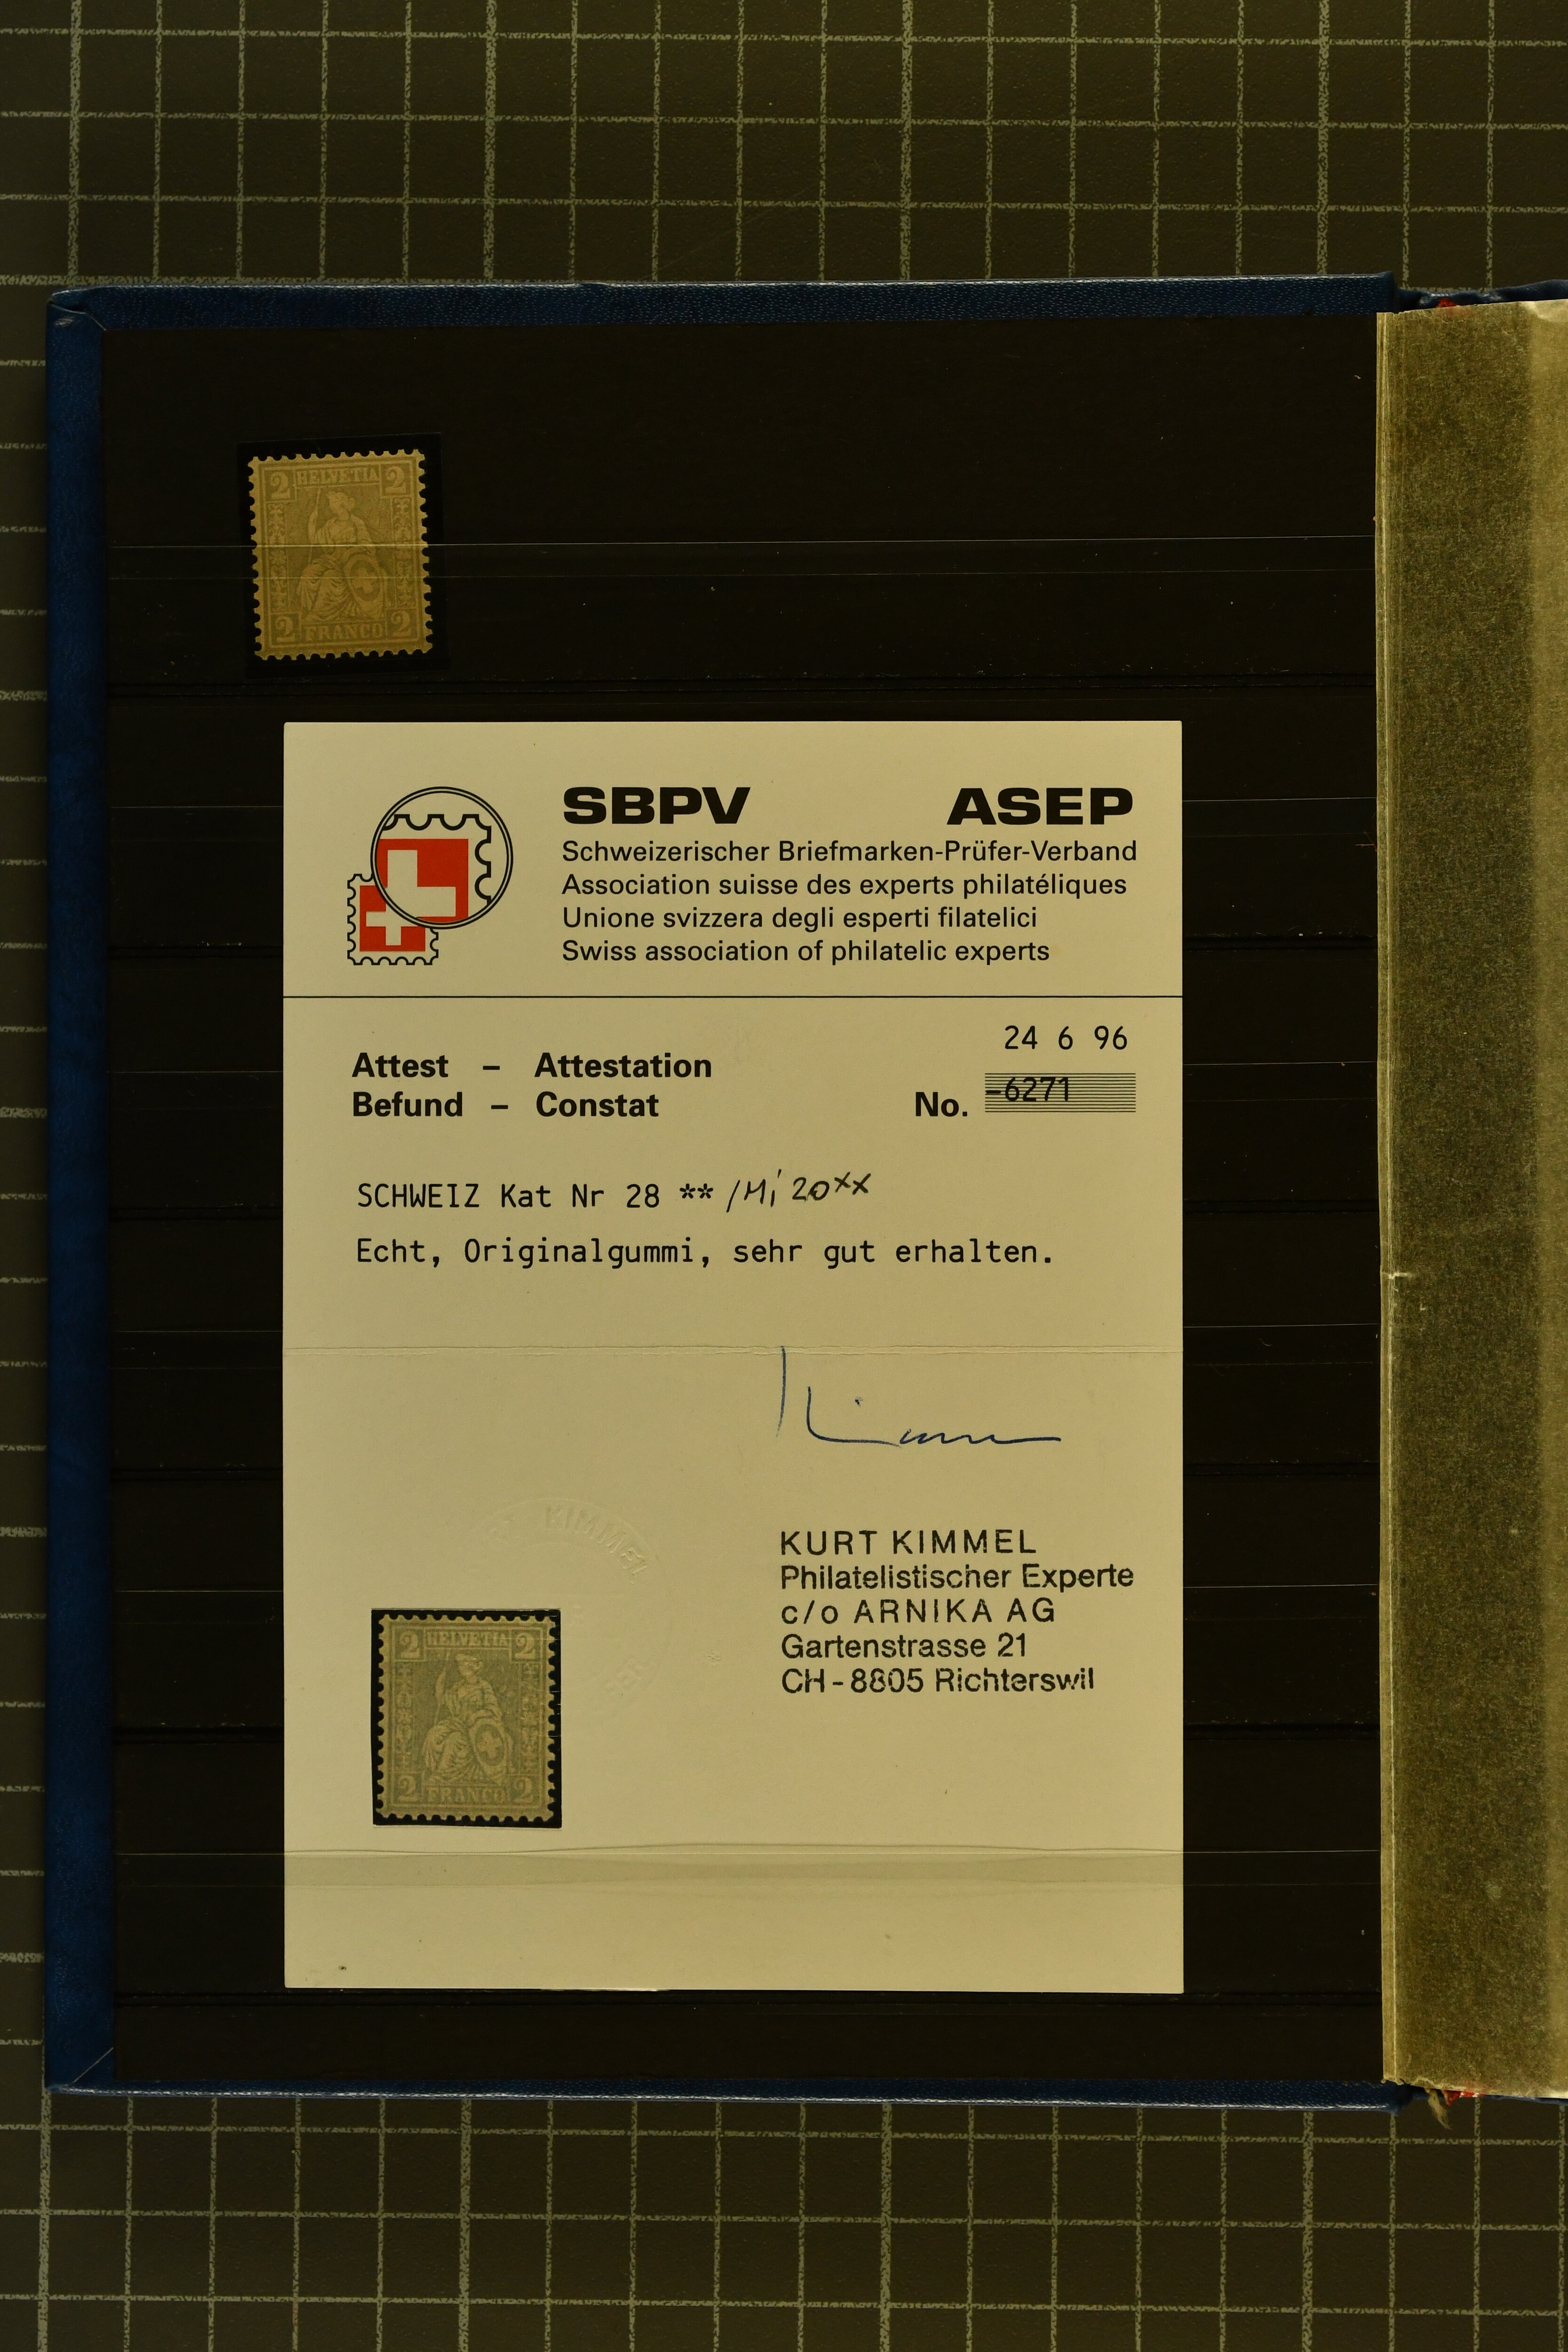 2 HELVETIA 2
2 FRANCO 2
SBPV ASEP
Schweizerischer Briefmarken-Prüfer-Verband
Association suisse des experts philatéliques
Unione svizzera degli esperti filatelici
Swiss association of philatelic experts
24 6 96
Attest – Attestation
Befund – Constat
No. -6271
SCHWEIZ Kat Nr 28 ** /Mi 20xx
Echt, Originalgummi, sehr gut erhalten.
KIMMEL
KURT KIMMEL
Philatelistischer Experte
c/o ARNIKA AG
Gartenstrasse 21
CH-8805 Richterswil
2 HELVETIA 2
2 FRANCO 2